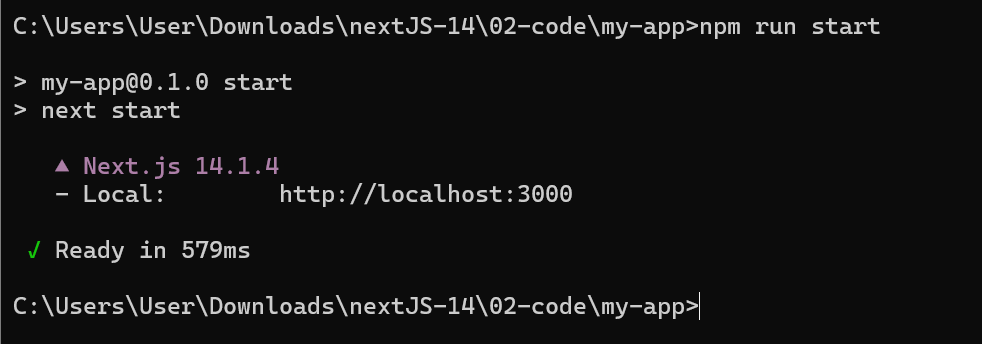 C:\Users\User\Downloads\nextJS-14\02-code\my-app>npm run start
> my-app@0.1.0 start
> next start
▲ Next.js 14.1.4
- Local: http://localhost:3000
✓ Ready in 579ms
C:\Users\User\Downloads\nextJS-14\02-code\my-app>